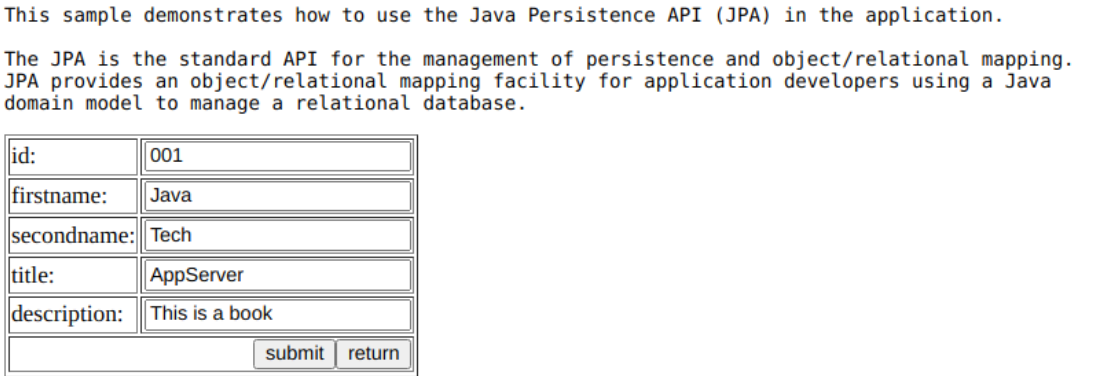 This sample demonstrates how to use the Java Persistence API (JPA) in the application.
The JPA is the standard API for the management of persistence and object/relational mapping.
JPA provides an object/relational mapping facility for application developers using a Java
domain model to manage a relational database.
id: 001
firstname: Java
secondname: Tech
title: AppServer
description: This is a book
submit return